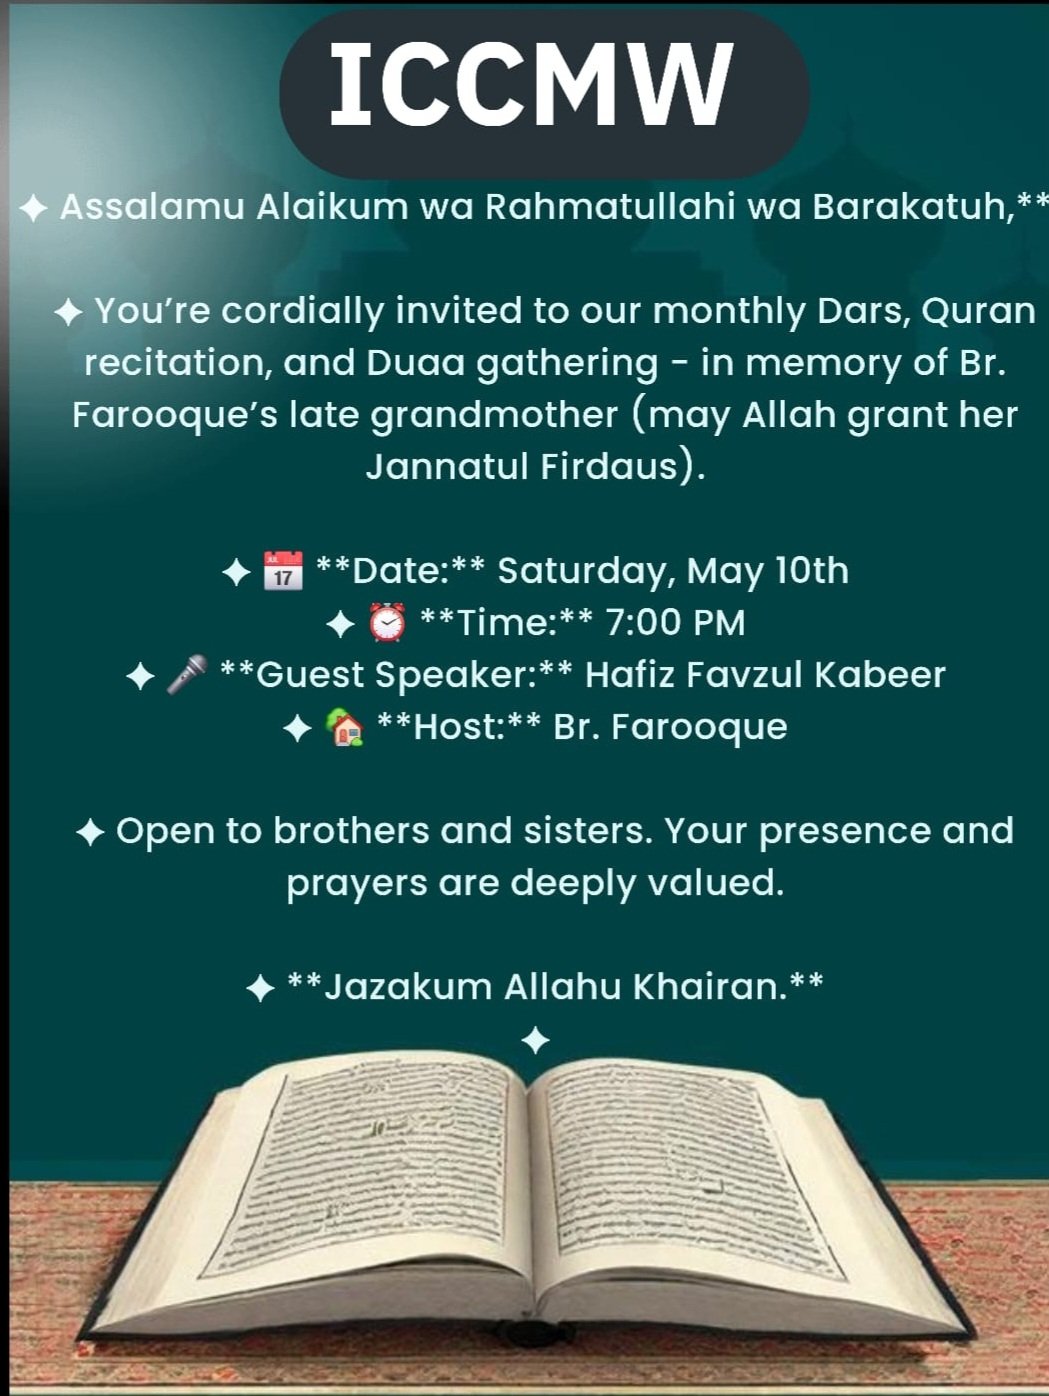 ICCMW
✦ Assalamu Alaikum wa Rahmatullahi wa Barakatuh,**
✦ You’re cordially invited to our monthly Dars, Quran
recitation, and Duaa gathering – in memory of Br.
Farooque’s late grandmother (may Allah grant her
Jannatul Firdaus).
✦ 📅 **Date:** Saturday, May 10th
✦ ⏰ **Time:** 7:00 PM
✦ 🎤 **Guest Speaker:** Hafiz Favzul Kabeer
✦ 🏡 **Host:** Br. Farooque
✦ Open to brothers and sisters. Your presence and
prayers are deeply valued.
✦ **Jazakum Allahu Khairan.**
✦